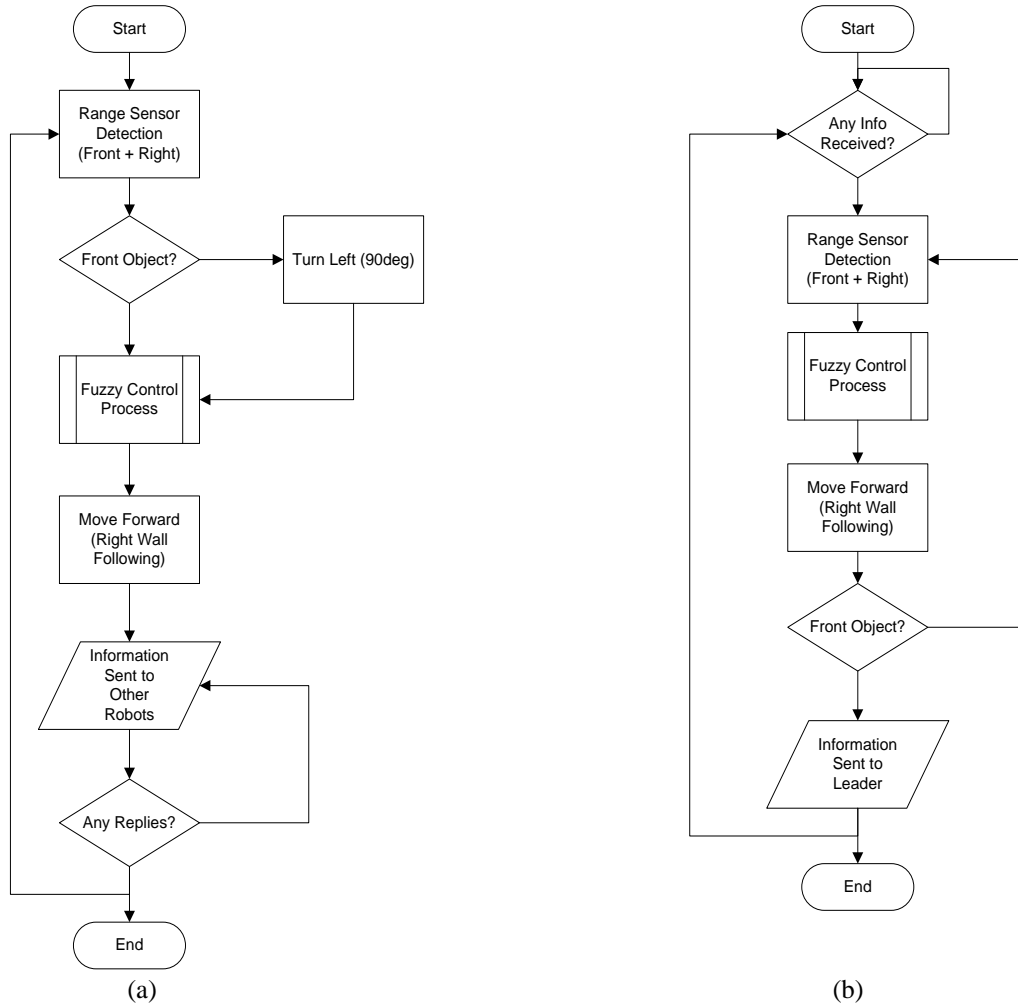 Start
Range Sensor
Detection
(Front + Right)
Front Object?
Turn Left (90deg)
Fuzzy Control
Process
Move Forward
(Right Wall
Following)
Information
Sent to
Other
Robots
Any Replies?
End
(a)
Start
Any Info
Received?
Range Sensor
Detection
(Front + Right)
Fuzzy Control
Process
Move Forward
(Right Wall
Following)
Front Object?
Information
Sent to
Leader
End
(b)